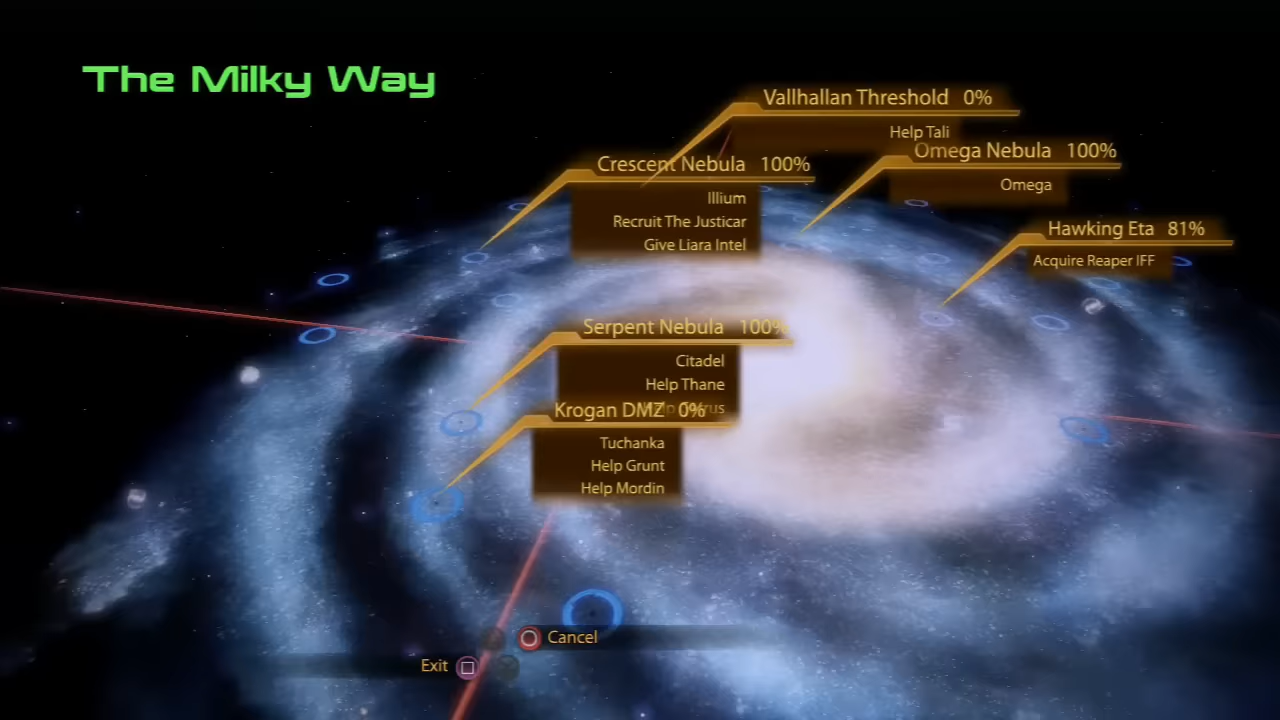 The Milky Way
Vallhallan Threshold 0%
Help Tali
Omega Nebula 100%
Omega
Crescent Nebula 100%
Illium
Recruit The Justicar
Give Liara Intel
Hawking Eta 81%
Acquire Reaper IFF
Serpent Nebula 100%
Citadel
Help Thane
Krogan DMZ 0%
Tuchanka
Help Grunt
Help Mordin
Cancel
Exit